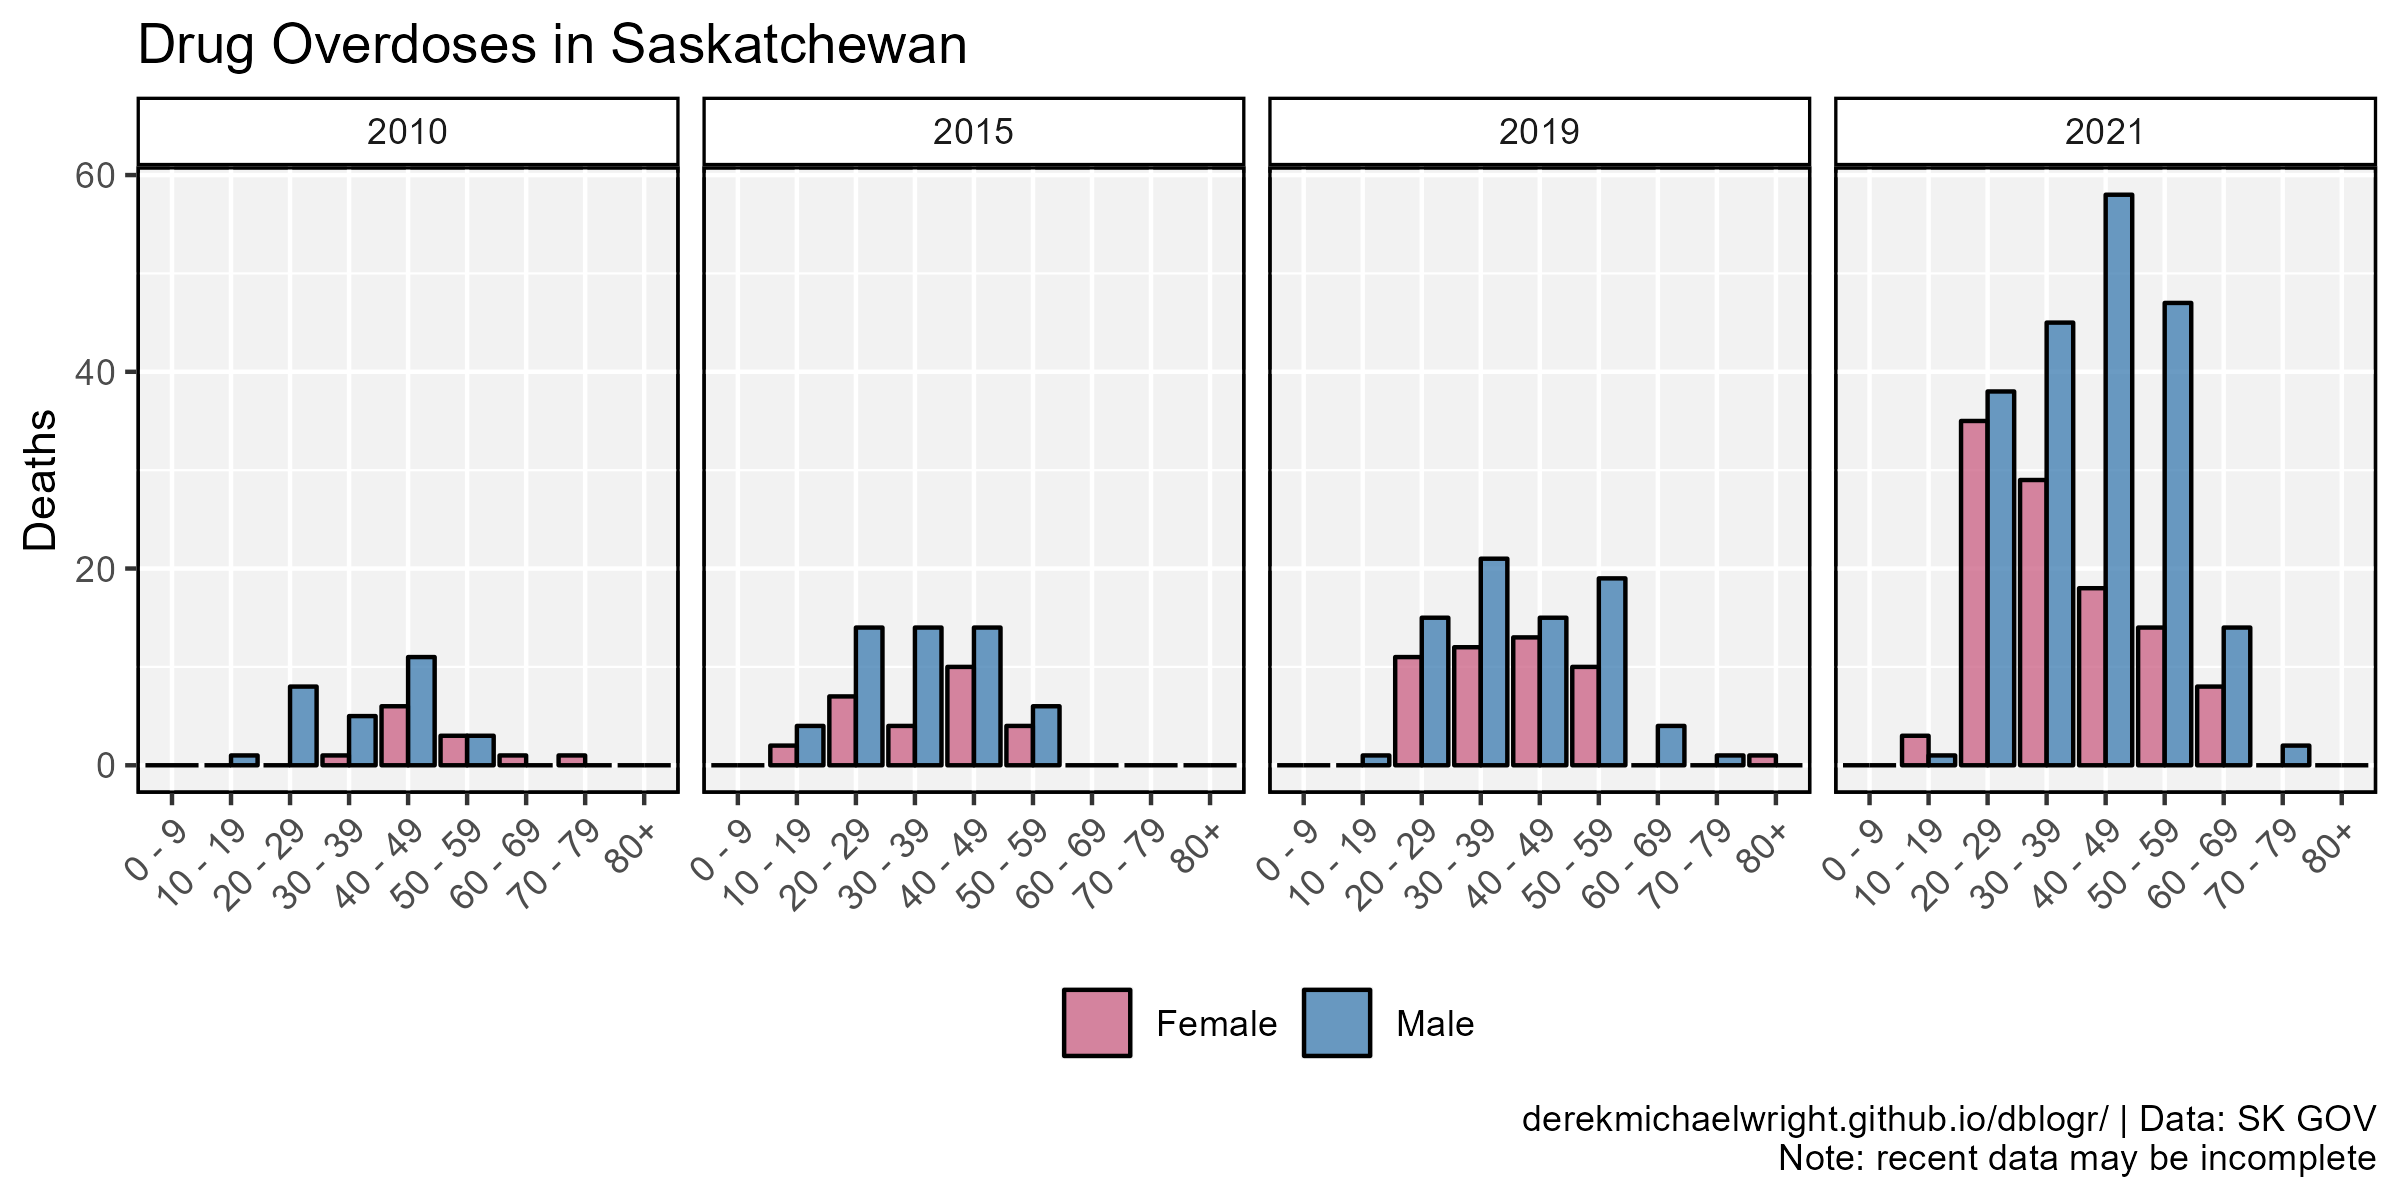 Drug Overdoses in Saskatchewan
2010 2015 2019 2021
Deaths
60
40
20
0
0 - 9 10 - 19 20 - 29 30 - 39 40 - 49 50 - 59 60 - 69 70 - 79 80+ 0 - 9 10 - 19 20 - 29 30 - 39 40 - 49 50 - 59 60 - 69 70 - 79 80+ 0 - 9 10 - 19 20 - 29 30 - 39 40 - 49 50 - 59 60 - 69 70 - 79 80+ 0 - 9 10 - 19 20 - 29 30 - 39 40 - 49 50 - 59 60 - 69 70 - 79 80+
Female Male
derekmichaelwright.github.io/dblogr/ | Data: SK GOV
Note: recent data may be incomplete